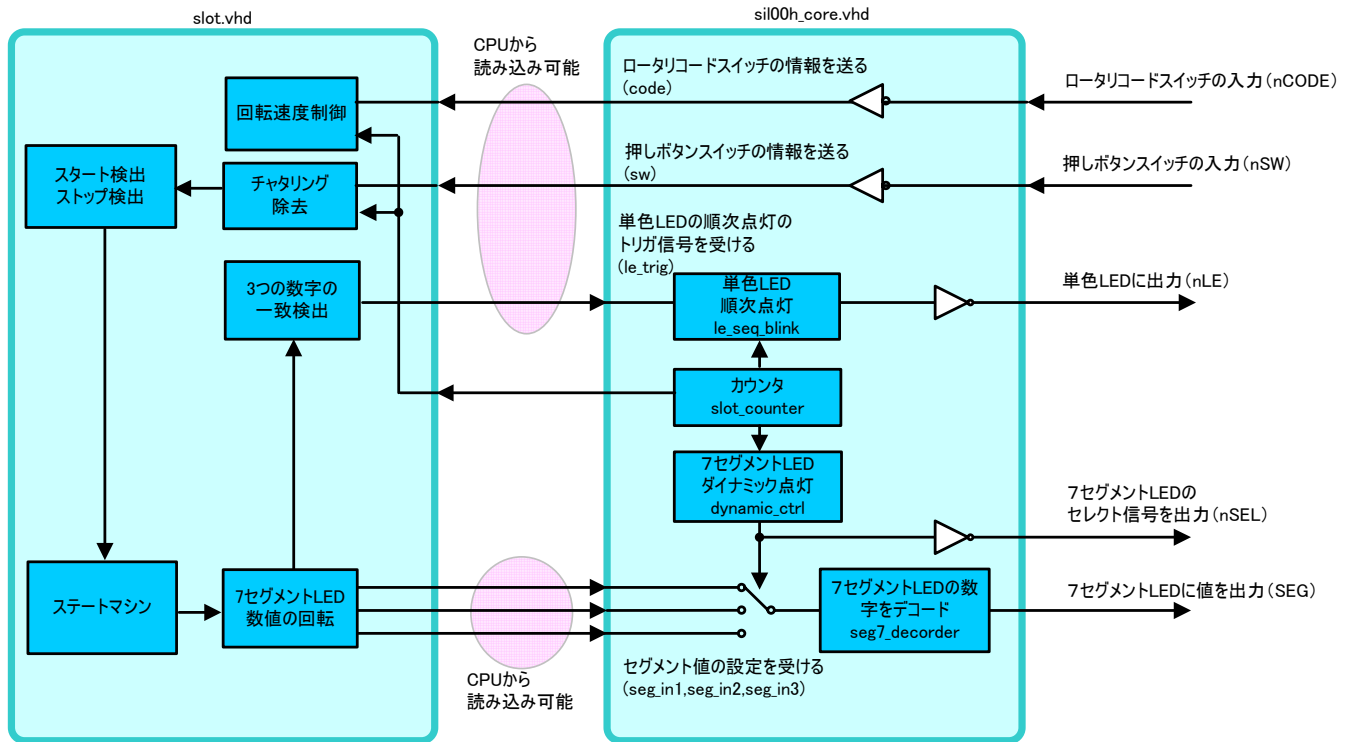 slot.vhd
sil00h_core.vhd
CPUから
読み込み可能
ロータリコードスイッチの情報を送る
(code)
ロータリコードスイッチの入力(nCODE)
回転速度制御
押しボタンスイッチの情報を送る
(sw)
押しボタンスイッチの入力(nSW)
スタート検出
ストップ検出
チャタリング
除去
単色LEDの順次点灯の
トリガ信号を受ける
(le_trig)
3つの数字の
一致検出
単色LED
順次点灯
le_seq_blink
単色LEDに出力(nLE)
カウンタ
slot_counter
7セグメントLED
ダイナミック点灯
dynamic_ctrl
7セグメントLEDの
セレクト信号を出力(nSEL)
ステートマシン
7セグメントLED
数値の回転
7セグメントLEDの数
字をデコード
seg7_decorder
7セグメントLEDに値を出力(SEG)
セグメント値の設定を受ける
(seg_in1,seg_in2,seg_in3)
CPUから
読み込み可能